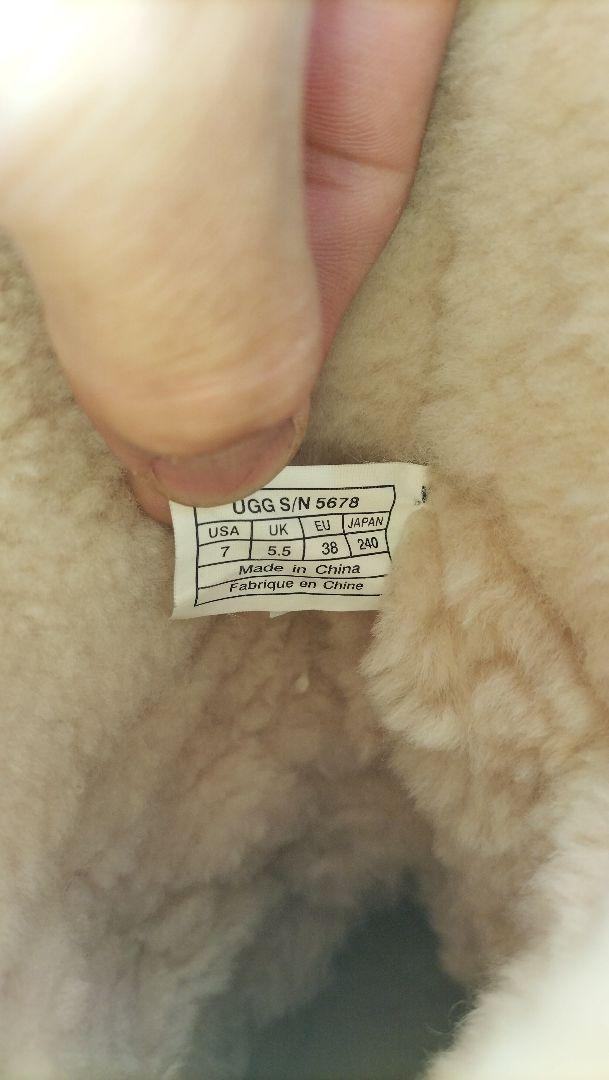 UGG S/N 5678
USA UK EU JAPAN
7 5.5 38 240
Made in China
Fabrique en Chine